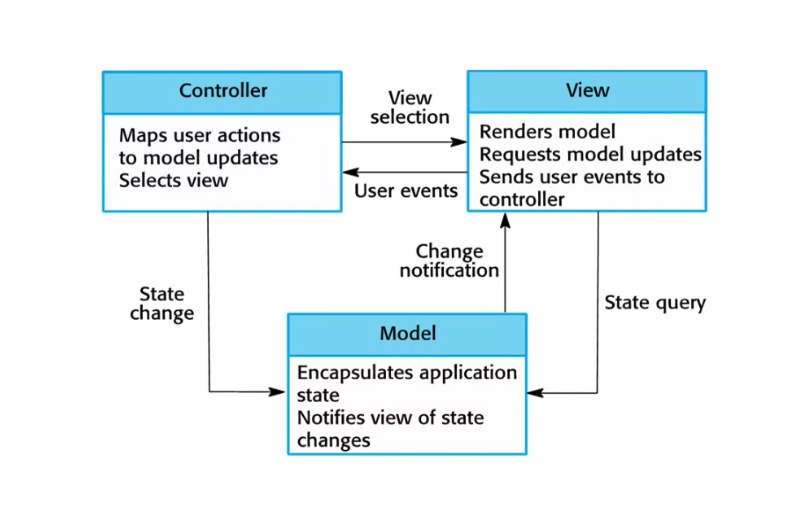 Controller
Maps user actions
to model updates
Selects view
View
selection
User events
View
Renders model
Requests model updates
Sends user events to
controller
State
change
Change
notification
State query
Model
Encapsulates application
state
Notifies view of state
changes